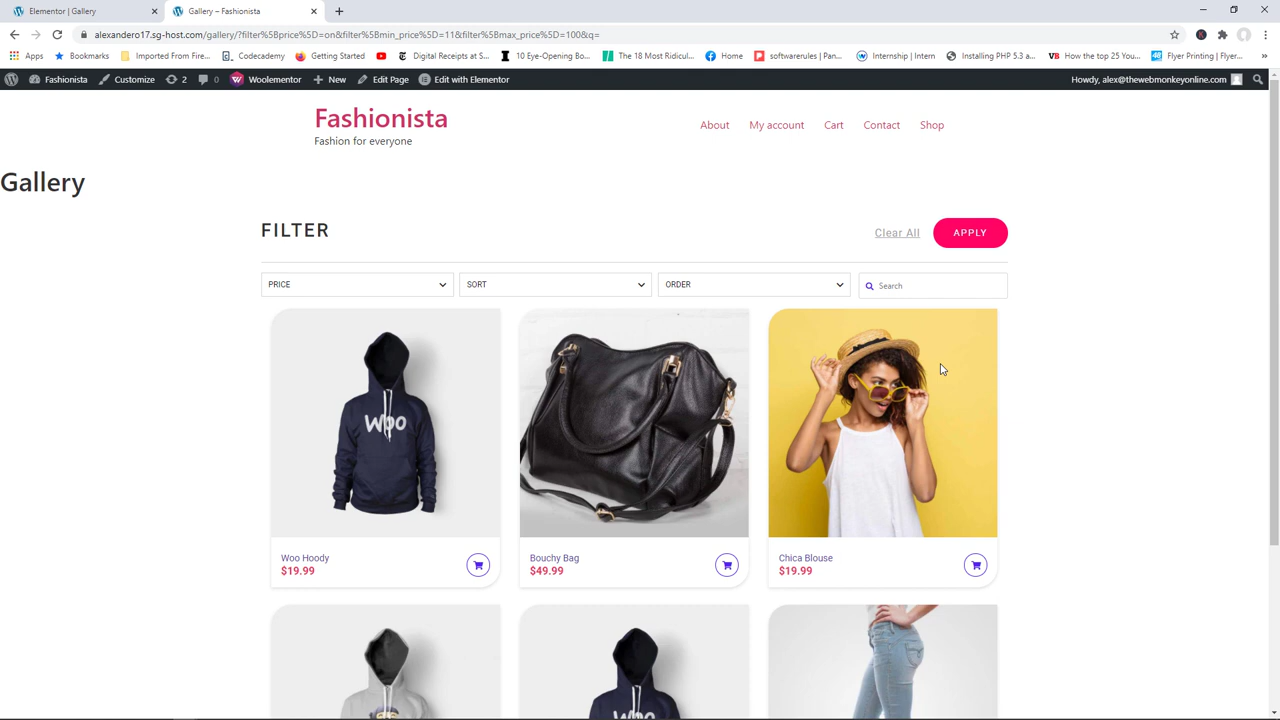 Elementor | Gallery
Gallery – Fashionista
alexandero17.sg-host.com/gallery/?filter%5Bprice%5D=on&filter%5Bmin_price%5D=11&filter%5Bmax_price%5D=100&q=
Apps
Bookmarks
Imported From Fire...
Codecademy
Getting Started
Digital Receipts at S...
10 Eye-Opening Bo...
The 18 Most Ridicul...
Home
softwarerules | Pan...
Internship | Intern
Installing PHP 5.3 a...
How the top 25 You...
Flyer Printing | Flyer...
Fashionista
Customize
2
0
Woolementor
New
Edit Page
Edit with Elementor
Howdy, alex@thewebmonkeyonline.com
Fashionista
Fashion for everyone
About
My account
Cart
Contact
Shop
Gallery
FILTER
Clear All
APPLY
PRICE
SORT
ORDER
Search
Woo
Woo Hoody
$19.99
Bouchy Bag
$49.99
Chica Blouse
$19.99
Woo